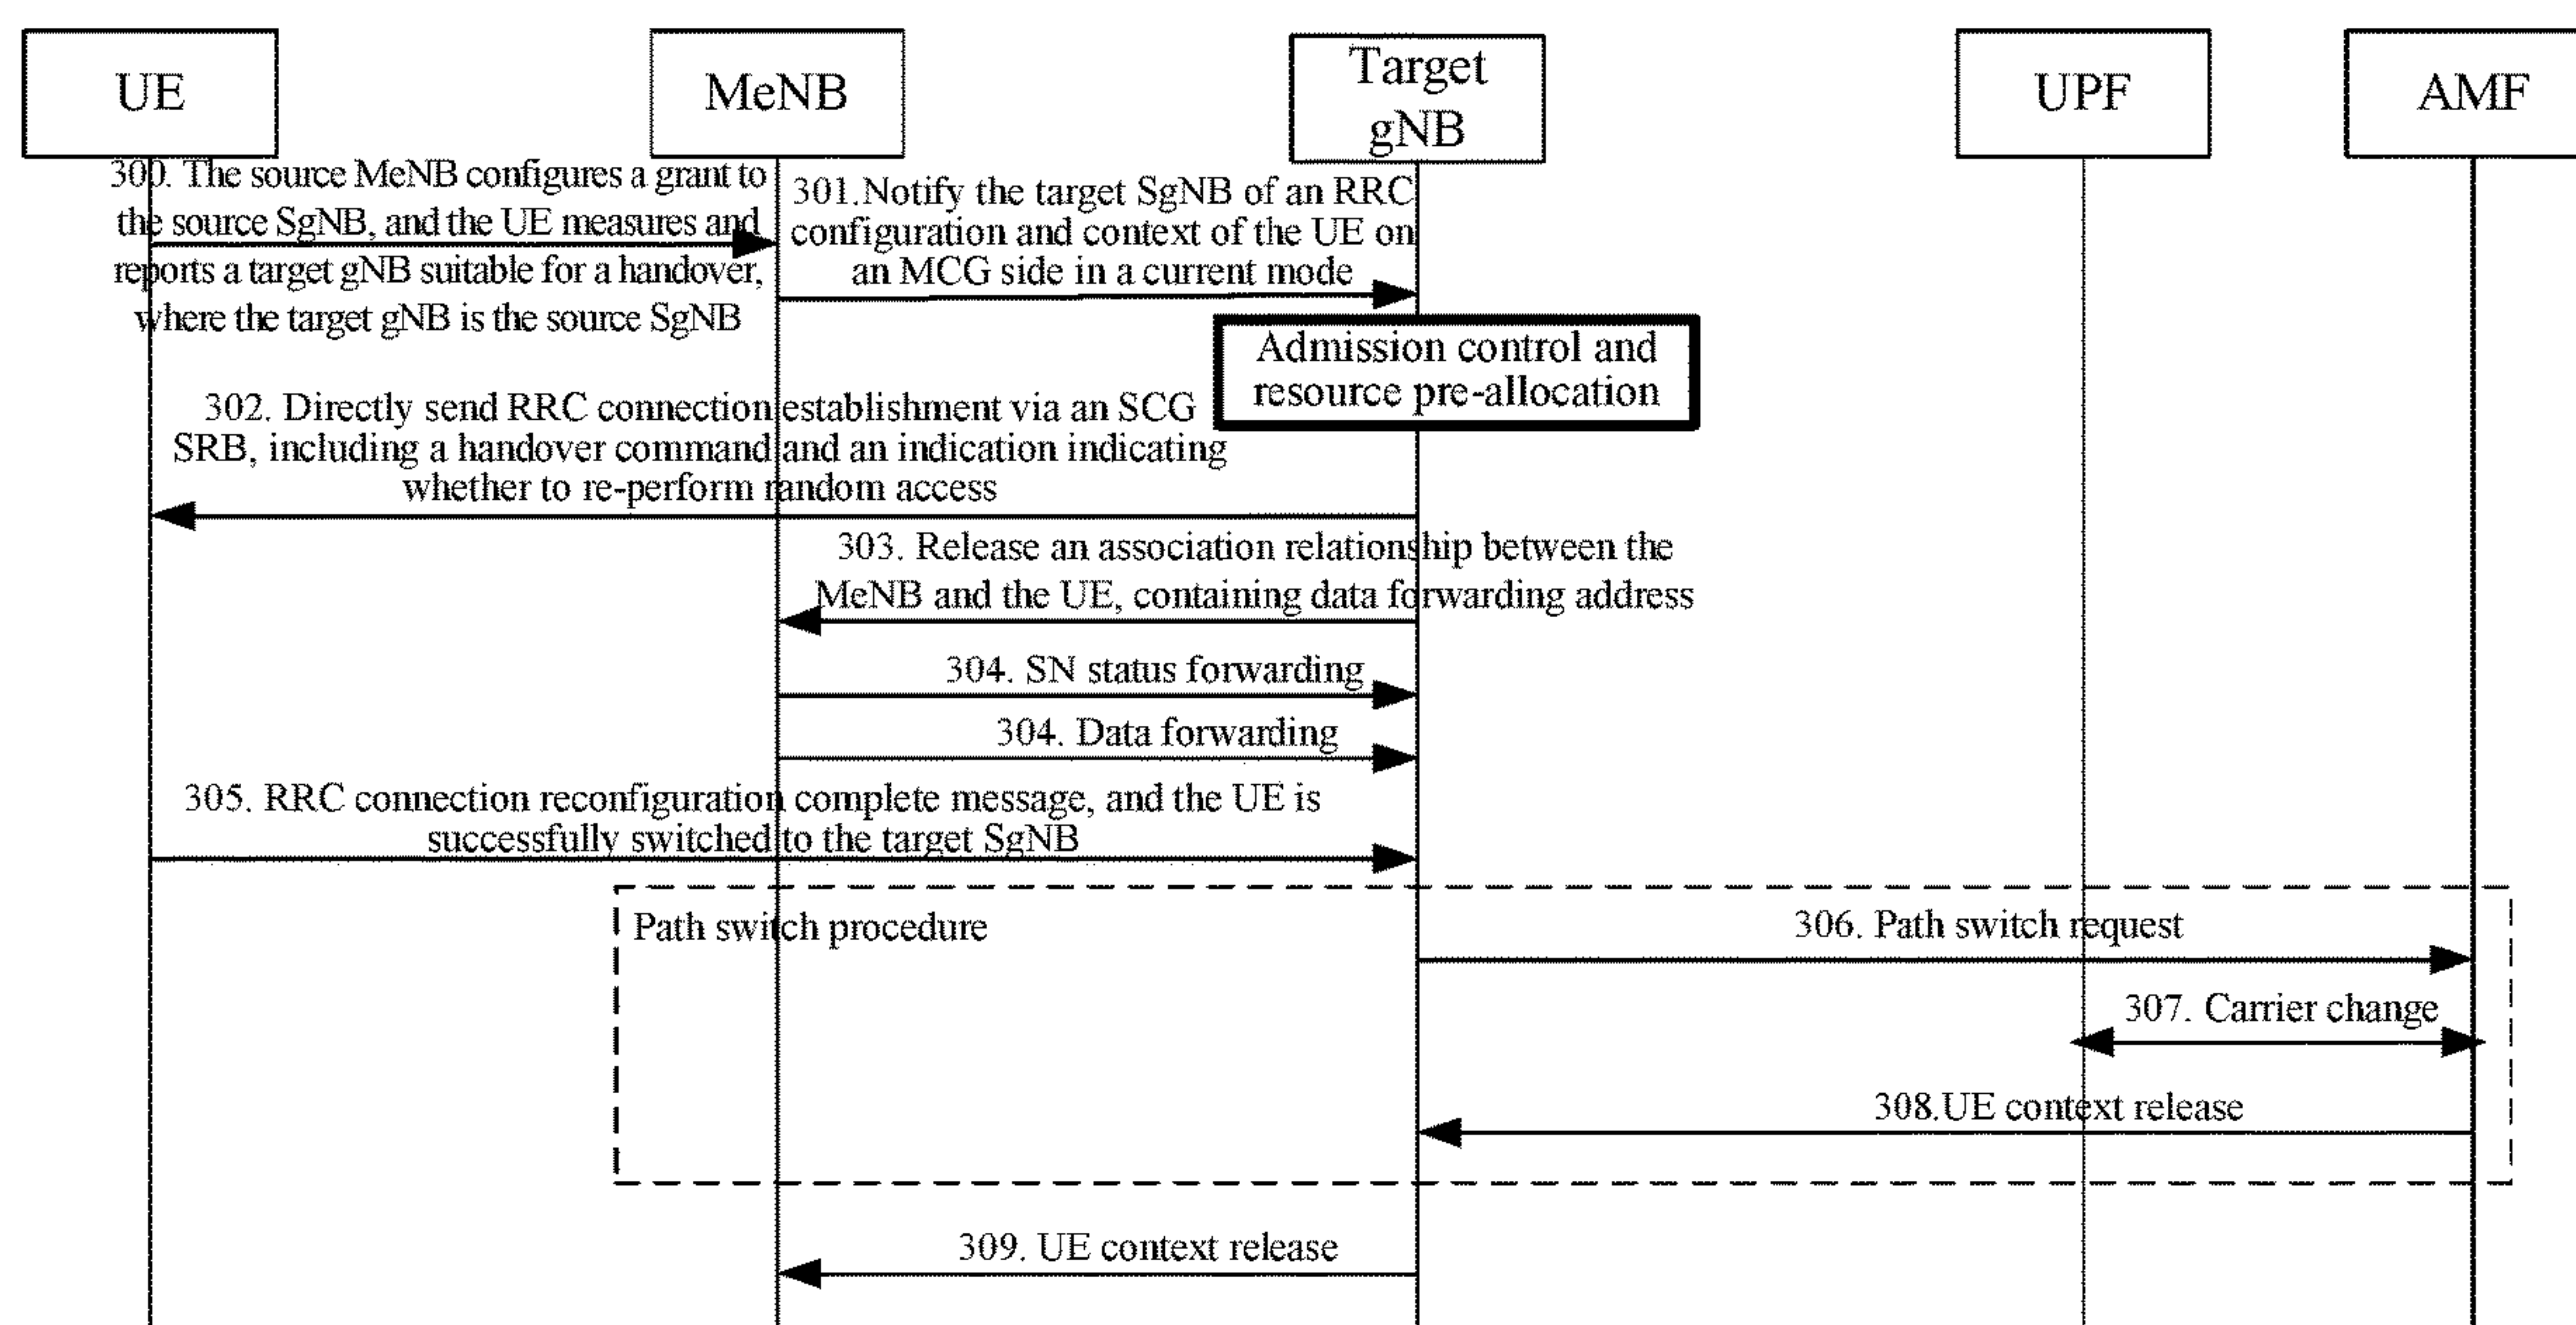 UE
MeNB
Target
gNB
UPF
AMF
300. The source MeNB configures a grant to
the source SgNB, and the UE measures and
reports a target gNB suitable for a handover,
where the target gNB is the source SgNB
301.Notify the target SgNB of an RRC
configuration and context of the UE on
an MCG side in a current mode
Admission control and
resource pre-allocation
302. Directly send RRC connection establishment via an SCG
SRB, including a handover command and an indication indicating
whether to re-perform random access
303. Release an association relationship between the
MeNB and the UE, containing data forwarding address
304. SN status forwarding
304. Data forwarding
305. RRC connection reconfiguration complete message, and the UE is
successfully switched to the target SgNB
Path switch procedure
306. Path switch request
307. Carrier change
308.UE context release
309. UE context release